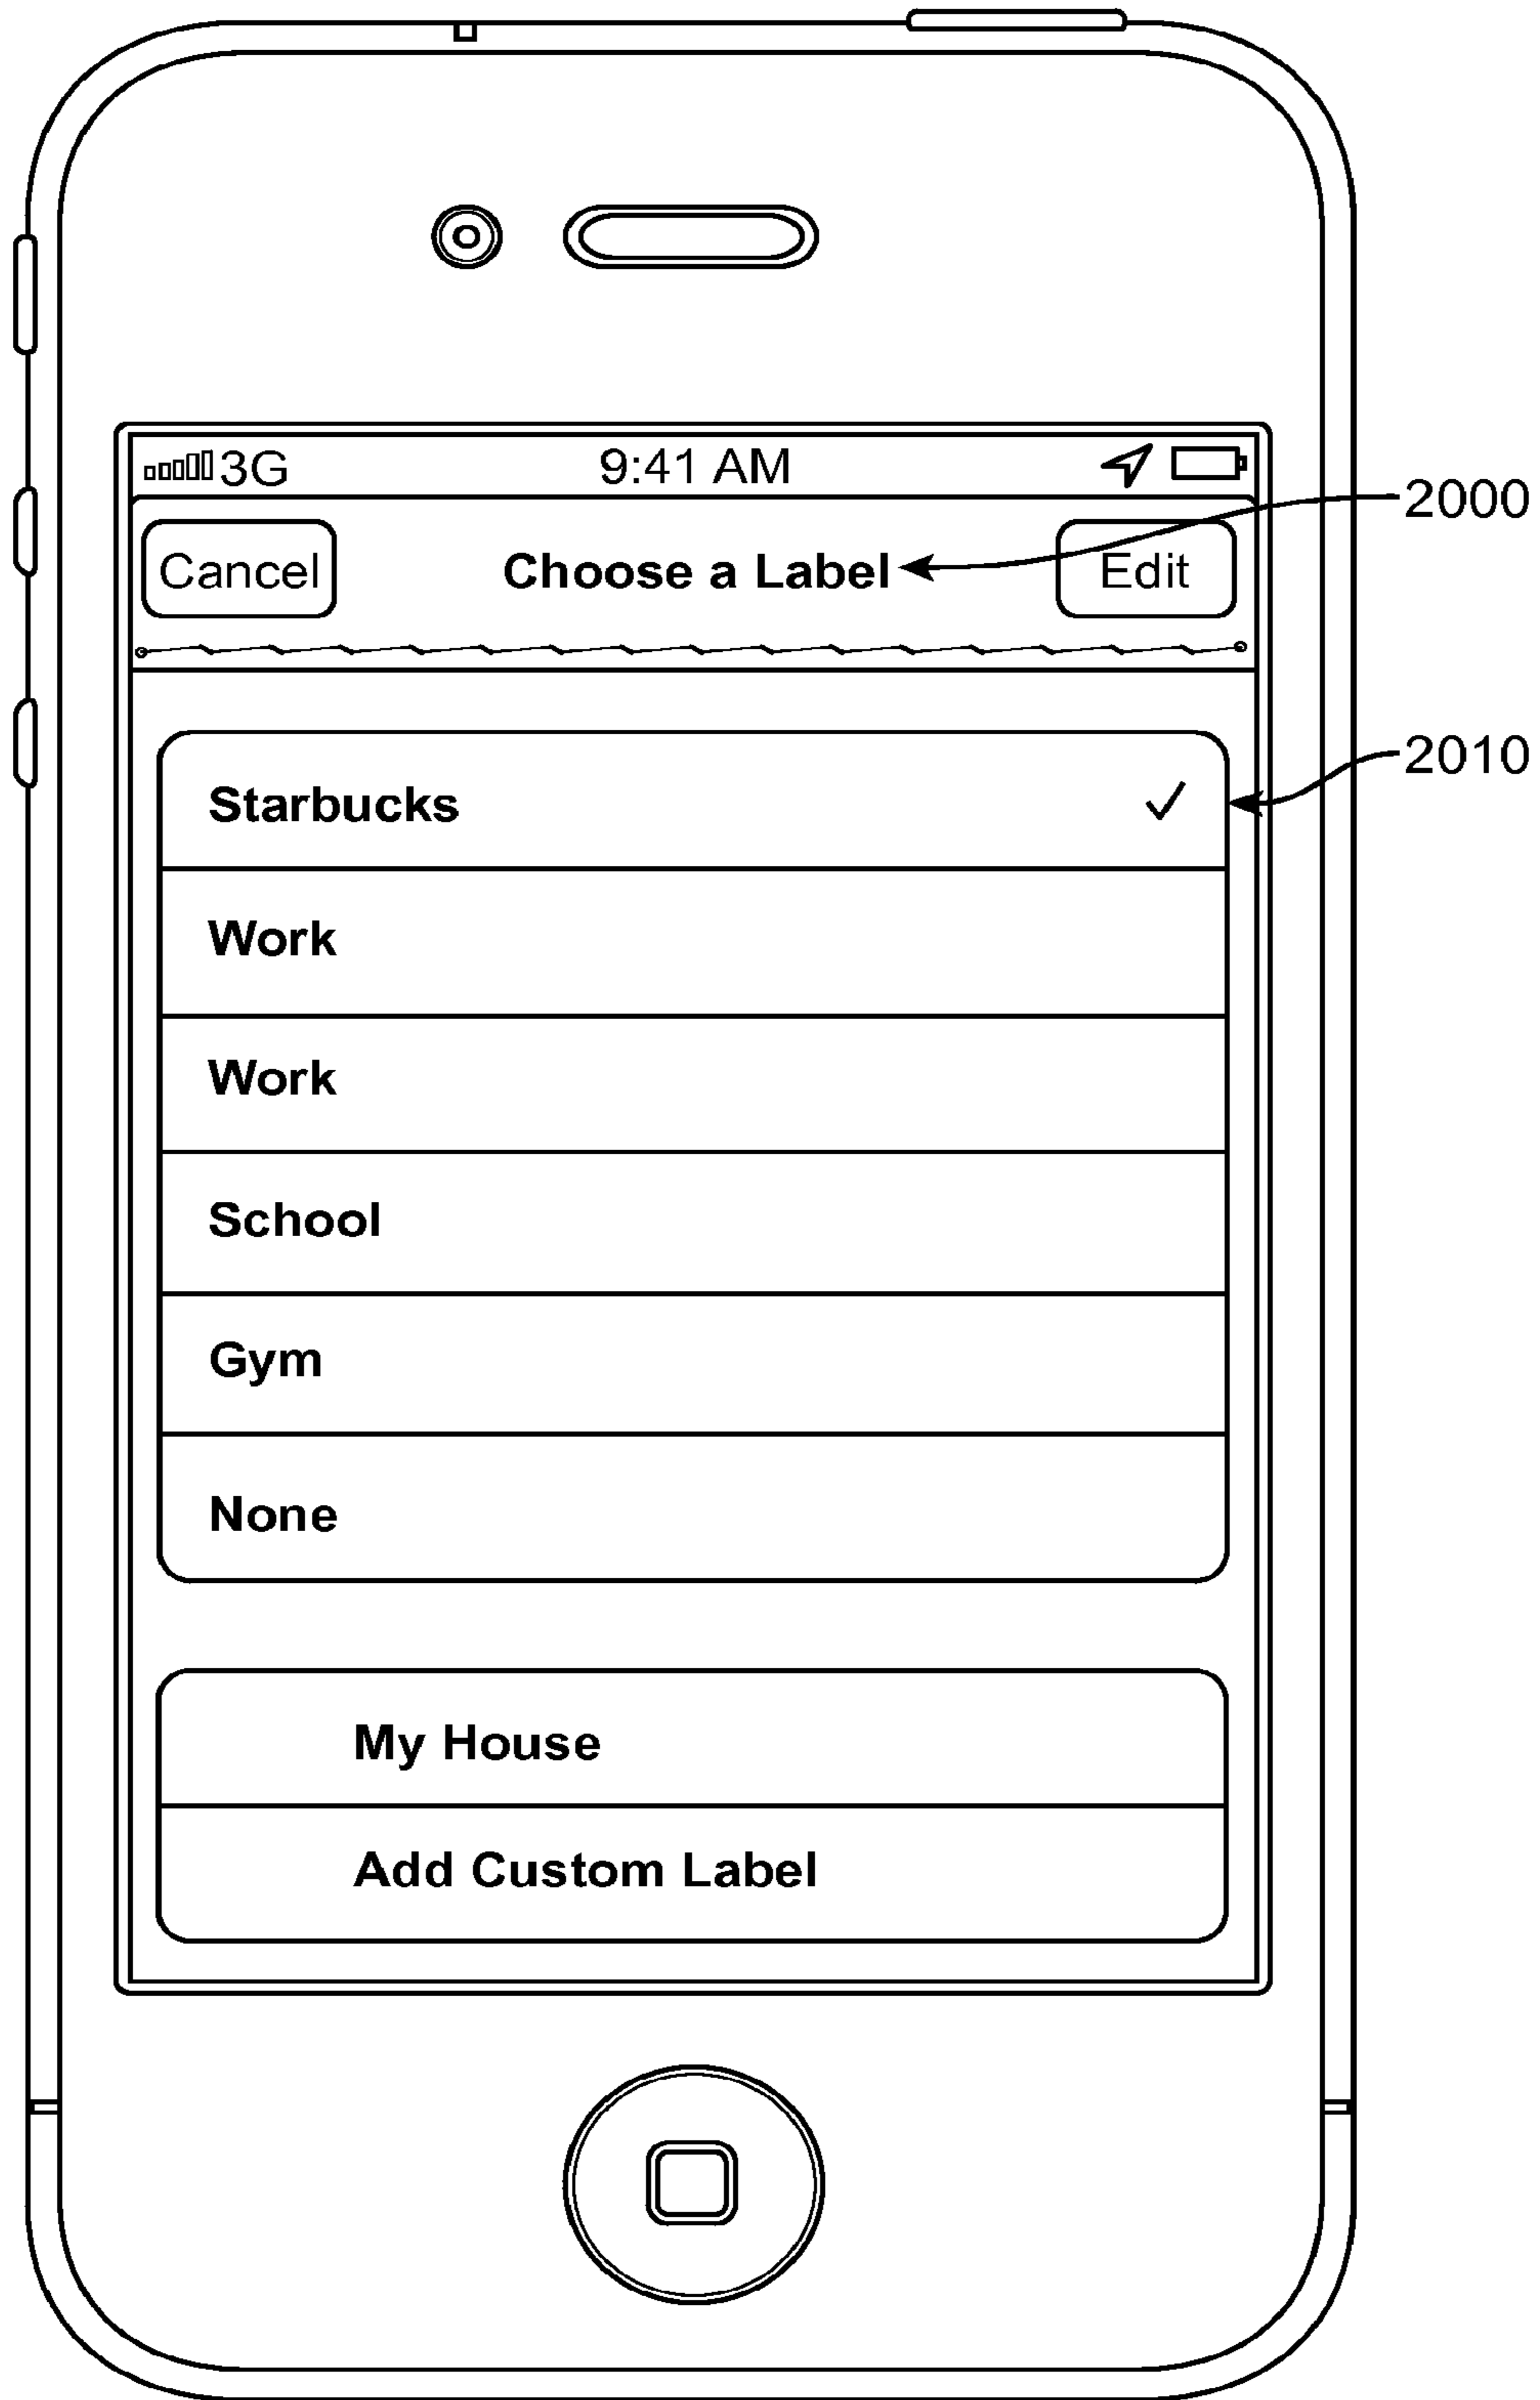 3G 9:41 AM
2000
Cancel Choose a Label Edit
2010
Starbucks
Work
Work
School
Gym
None
My House
Add Custom Label